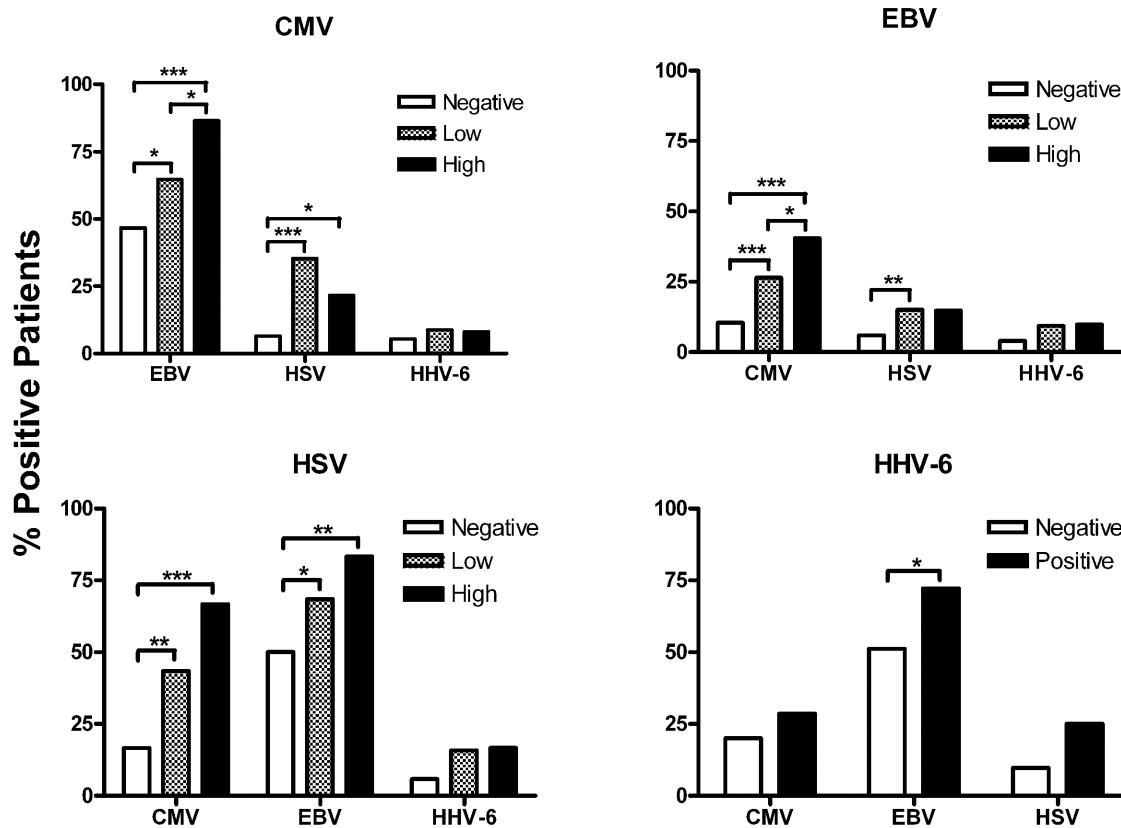 % Positive Patients
CMV
100
75
50
25
0
***
*
*
***
*
Negative
Low
High
EBV
HSV
HHV-6
EBV
100
75
50
25
0
***
*
***
**
Negative
Low
High
CMV
HSV
HHV-6
HSV
100
75
50
25
0
***
**
**
*
Negative
Low
High
CMV
EBV
HHV-6
HHV-6
100
75
50
25
0
*
Negative
Positive
CMV
EBV
HSV